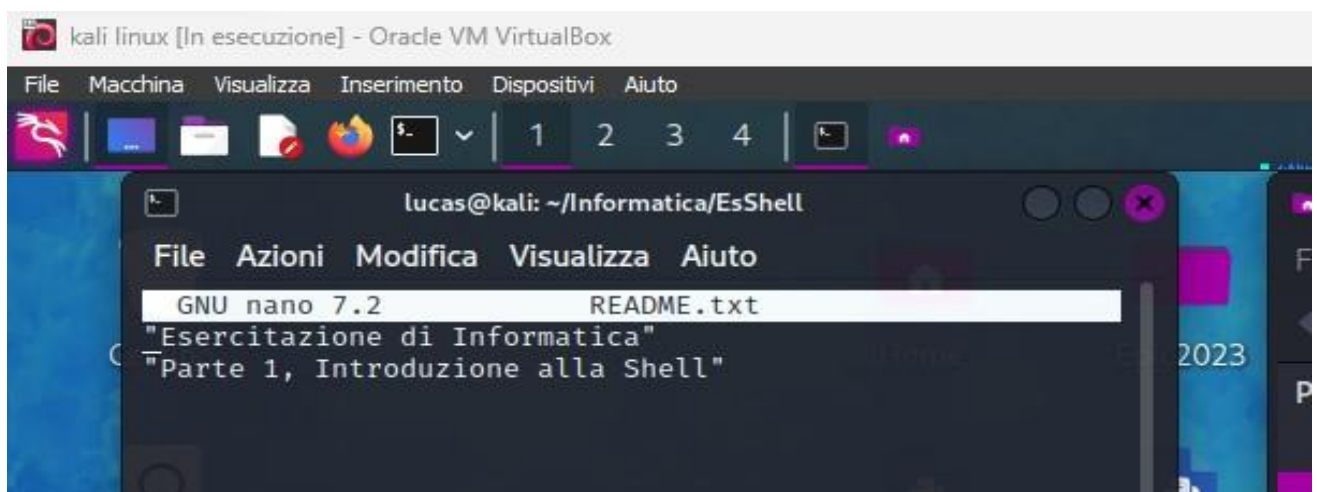 kali linux [In esecuzione] - Oracle VM VirtualBox
File Macchina Visualizza Inserimento Dispositivi Aiuto
1 2 3 4
lucas@kali: ~/Informatica/EsShell
File Azioni Modifica Visualizza Aiuto
GNU nano 7.2 README.txt
"Esercitazione di Informatica"
"Parte 1, Introduzione alla Shell"
2023